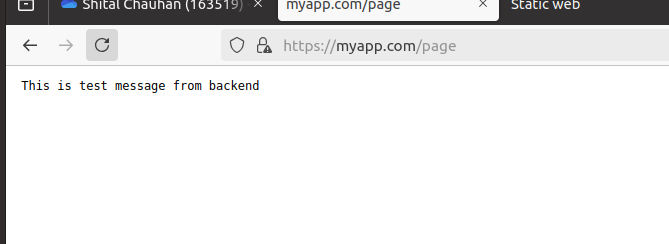 Shital Chauhan (163519)
myapp.com/page
Static web
https://myapp.com/page
This is test message from backend